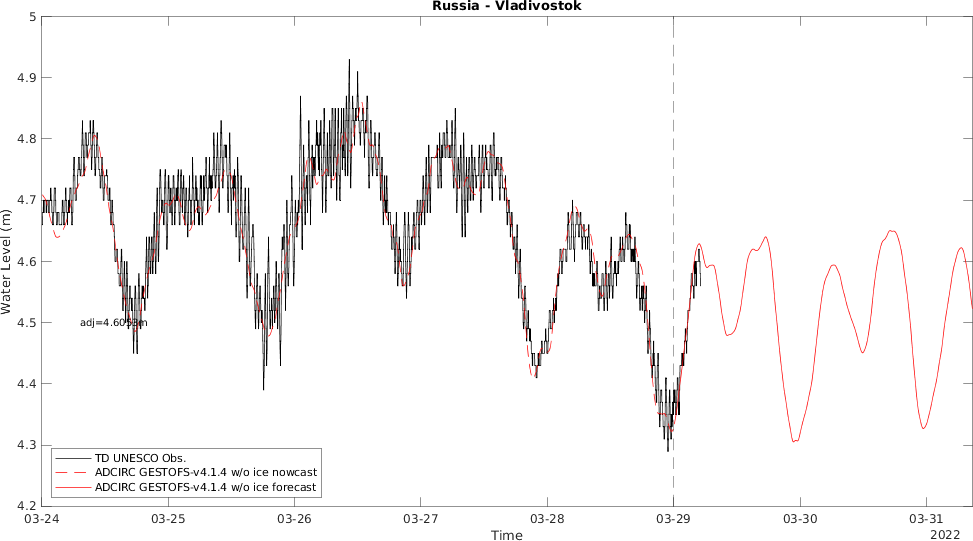 Russia - Vladivostok
5
4.9
4.8
4.7
4.6
4.5
4.4
4.3
4.2
Water Level (m)
adj=4.6053m
TD UNESCO Obs.
ADCIRC GESTOFS-v4.1.4 w/o ice nowcast
ADCIRC GESTOFS-v4.1.4 w/o ice forecast
03-24 03-25 03-26 03-27 03-28 03-29 03-30 03-31
Time
2022